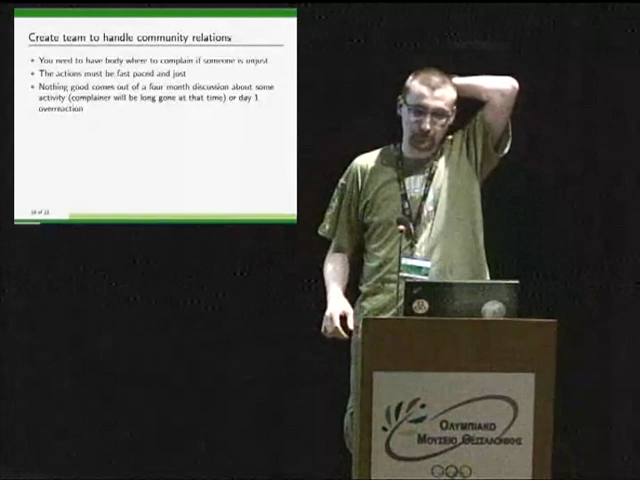 Create team to handle community relations
You need to have body where to complain if someone is unjust
The actions must be fast paced and just
Nothing good comes out of a four month discussion about some
activity (complainer will be long gone at that time) or day 1
overreaction
ΟΛΥΜΠΙΑΚΟ
ΜΟΥΣΕΙΟ ΘΕΣΣΑΛΟΝΙΚΗΣ